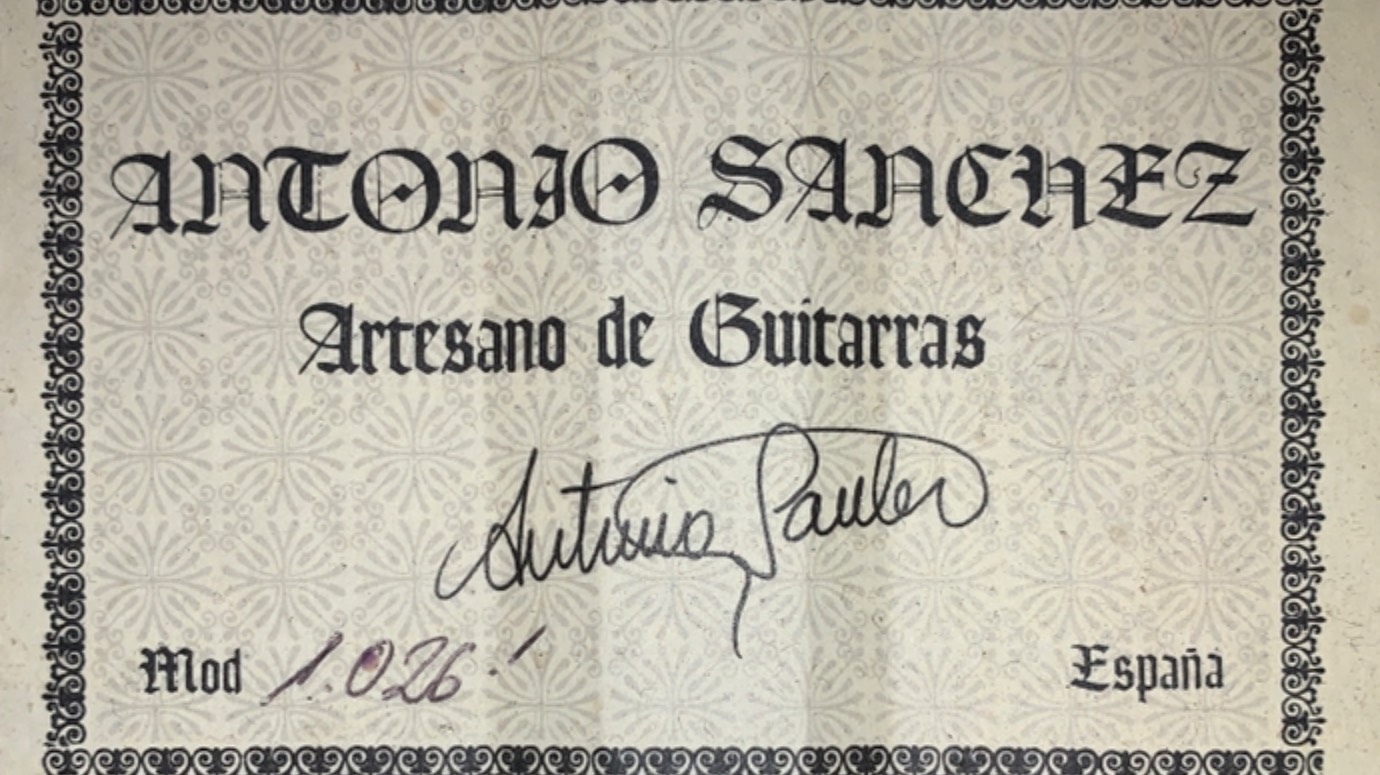 ANTONIO SANCHEZ
Artesano de Guitarras
Antonio Sanchez
Mod 1.026
España